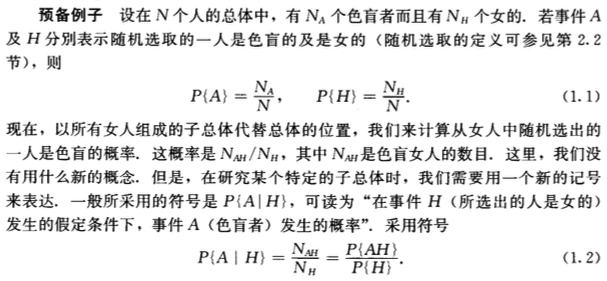 预备例子 设在 N 个人的总体中，有 N_A 个色盲者而且有 N_H 个女的．若事件 A
及 H 分别表示随机选取的一人是色盲的及是女的（随机选取的定义可参见第 2.2
节），则
P{A} = N_A/N,  P{H} = N_H/N.  (1.1)
现在，以所有女人组成的子总体代替总体的位置，我们来计算从女人中随机选出的
一人是色盲的概率．这概率是 N_{AH}/N_H，其中 N_{AH}是色盲女人的数目．这里，我们没
有用什么新的概念．但是，在研究某个特定的子总体时，我们需要用一个新的记号
来表达．一般所采用的符号是 P{A|H}，可读为“在事件 H（所选出的人是女的）
发生的假定条件下，事件 A（色盲者）发生的概率”．采用符号
P{A | H} = N_{AH}/N_H = P{AH}/P{H}.  (1.2)